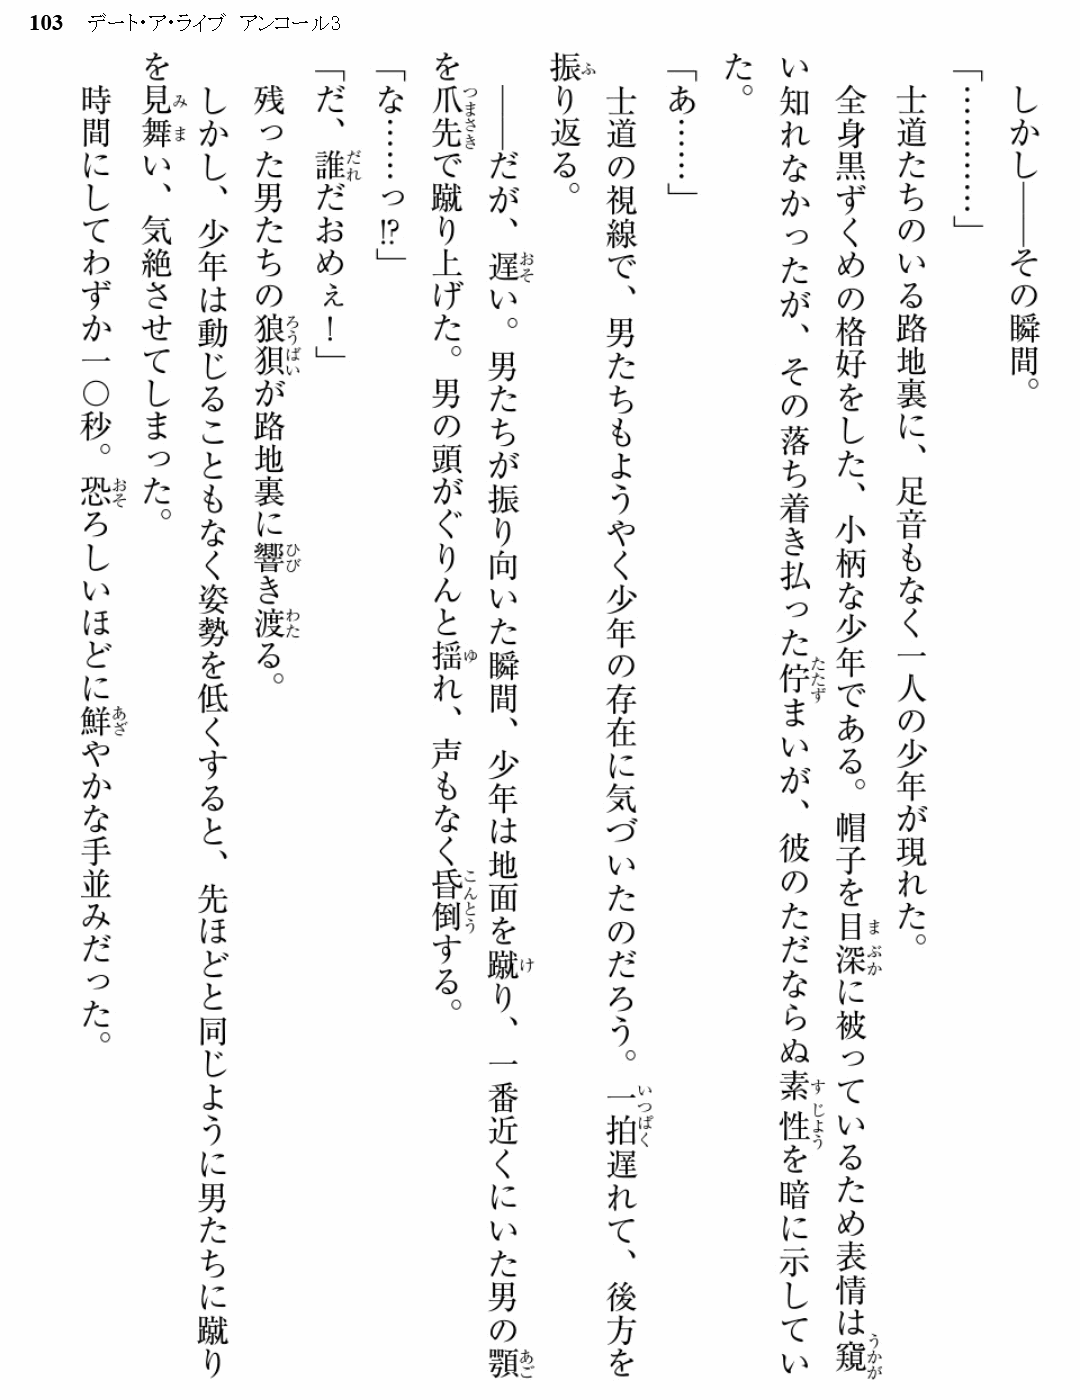 103 デート・ア・ライブ アンコール3
しかし――その瞬間。
「…………」
士道たちのいる路地裏に、足音もなく一人の少年が現れた。
全身黒ずくめの格好をした、小柄な少年である。帽子を目深に被っているため表情は窺
い知れなかったが、その落ち着き払った佇まいが、彼のただならぬ素性を暗に示してい
た。
「あ……」
士道の視線で、男たちもようやく少年の存在に気づいたのだろう。一拍遅れて、後方を
振り返る。
――だが、遅い。男たちが振り向いた瞬間、少年は地面を蹴り、一番近くにいた男の顎
を爪先で蹴り上げた。男の頭がぐりんと揺れ、声もなく昏倒する。
「な……っ!?」
「だ、誰だおめぇ！」
残った男たちの狼狽が路地裏に響き渡る。
しかし、少年は動じることもなく姿勢を低くすると、先ほどと同じように男たちに蹴り
を見舞い、気絶させてしまった。
時間にしてわずか一〇秒。恐ろしいほどに鮮やかな手並みだった。